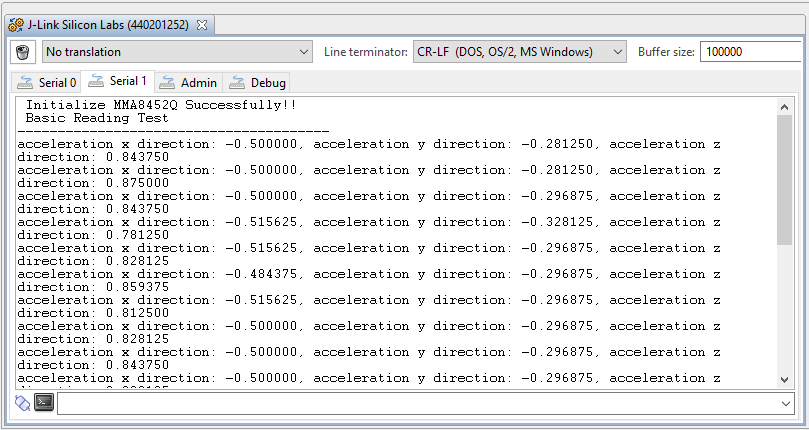 J-Link Silicon Labs (440201252)
No translation
Line terminator: CR-LF (DOS, OS/2, MS Windows)
Buffer size: 100000
Serial 0 Serial 1 Admin Debug
Initialize MMA8452Q Successfully!!
Basic Reading Test
---------------------------------------
acceleration x direction: -0.500000, acceleration y direction: -0.281250, acceleration z
direction: 0.843750
acceleration x direction: -0.500000, acceleration y direction: -0.281250, acceleration z
direction: 0.875000
acceleration x direction: -0.500000, acceleration y direction: -0.296875, acceleration z
direction: 0.843750
acceleration x direction: -0.515625, acceleration y direction: -0.328125, acceleration z
direction: 0.781250
acceleration x direction: -0.515625, acceleration y direction: -0.296875, acceleration z
direction: 0.828125
acceleration x direction: -0.484375, acceleration y direction: -0.296875, acceleration z
direction: 0.859375
acceleration x direction: -0.515625, acceleration y direction: -0.296875, acceleration z
direction: 0.812500
acceleration x direction: -0.500000, acceleration y direction: -0.296875, acceleration z
direction: 0.828125
acceleration x direction: -0.500000, acceleration y direction: -0.296875, acceleration z
direction: 0.843750
acceleration x direction: -0.500000, acceleration y direction: -0.296875, acceleration z